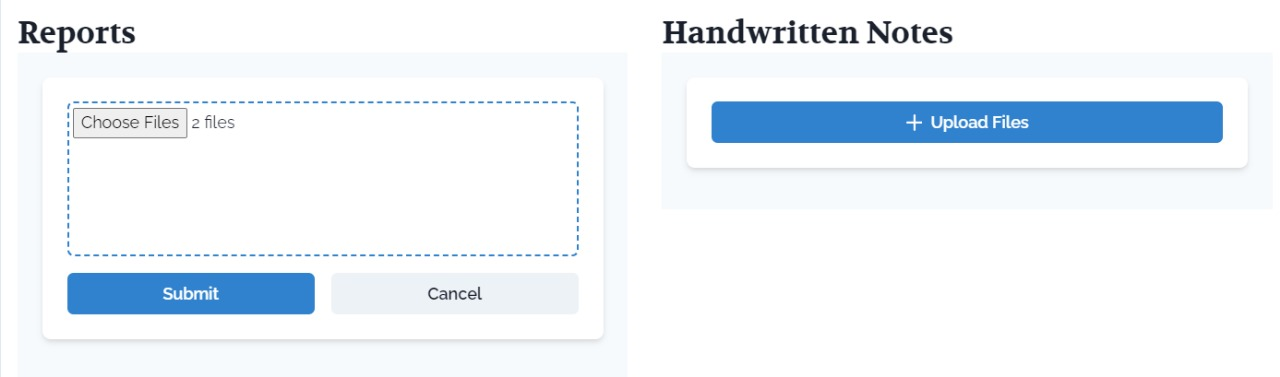 Reports
Choose Files 2 files
Submit
Cancel
Handwritten Notes
+ Upload Files